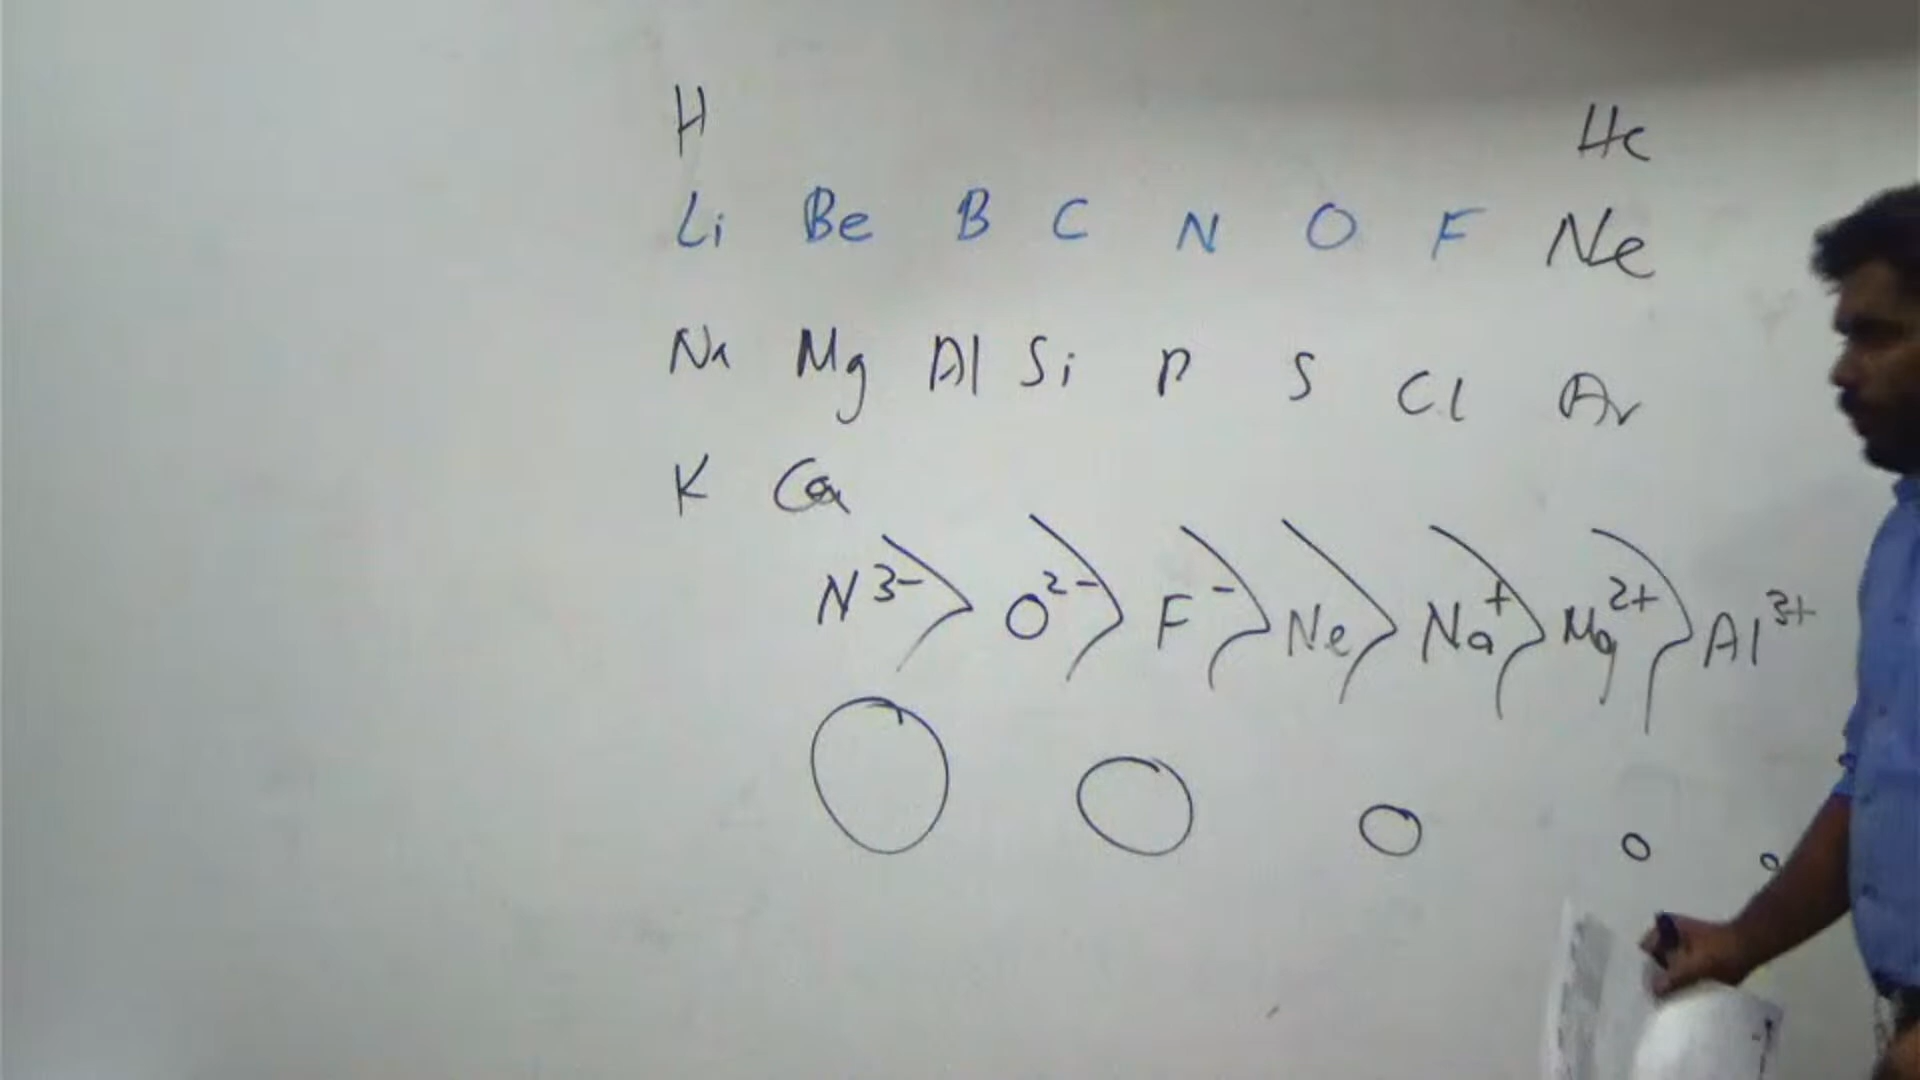 H He
Li Be B C N O F Ne
Na Mg Al Si P S Cl Ar
K Ca
N³⁻ > O²⁻ > F⁻ > Ne > Na⁺ > Mg²⁺ > Al³⁺